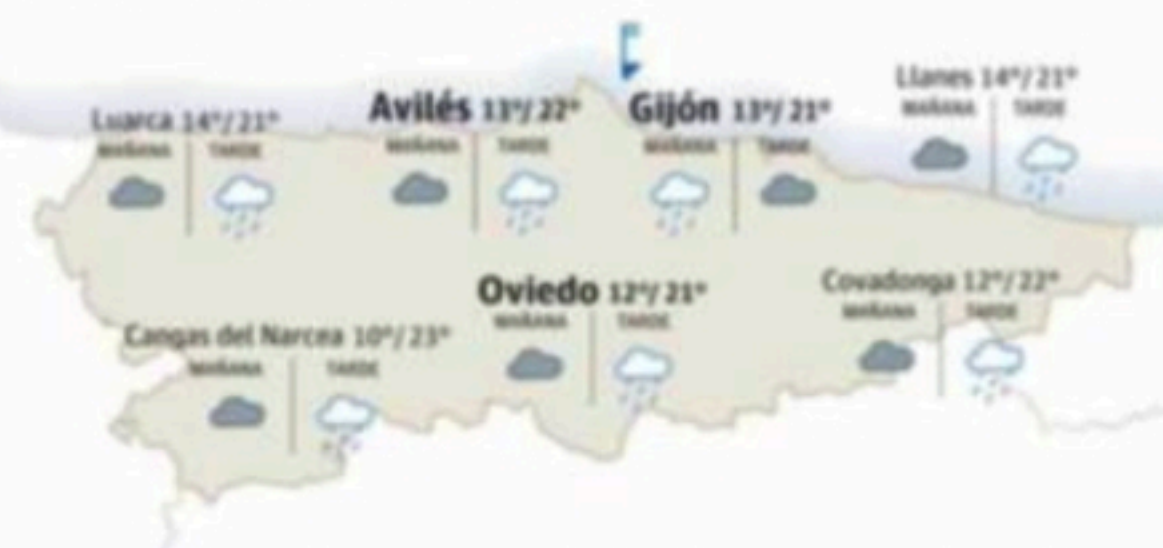 Llanes 14°/21°
MAÑANA TARDE
Luarca 14°/21°
MAÑANA TARDE
Avilés 13°/22°
MAÑANA TARDE
Gijón 13°/21°
MAÑANA TARDE
Oviedo 12°/21°
MAÑANA TARDE
Covadonga 12°/22°
MAÑANA TARDE
Cangas del Narcea 10°/23°
MAÑANA TARDE